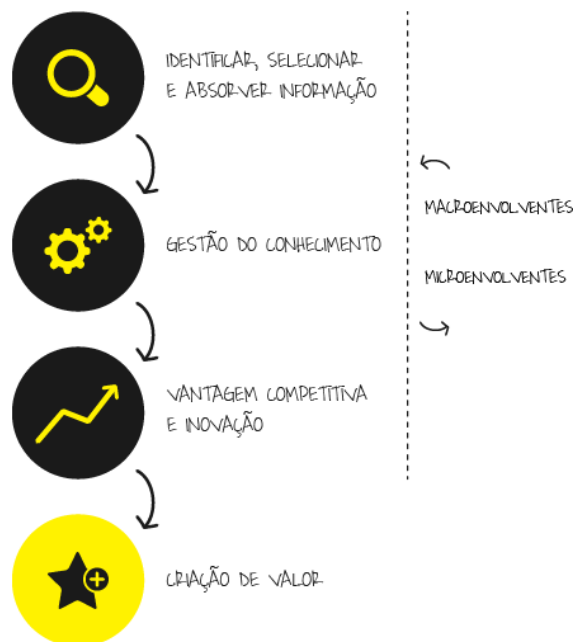 IDENTIFICAR, SELECIONAR
E ABSORVER INFORMAÇÃO
MACROENVOLVENTES
GESTÃO DO CONHECIMENTO
MICROENVOLVENTES
VANTAGEM COMPETITIVA
E INOVAÇÃO
CRIAÇÃO DE VALOR